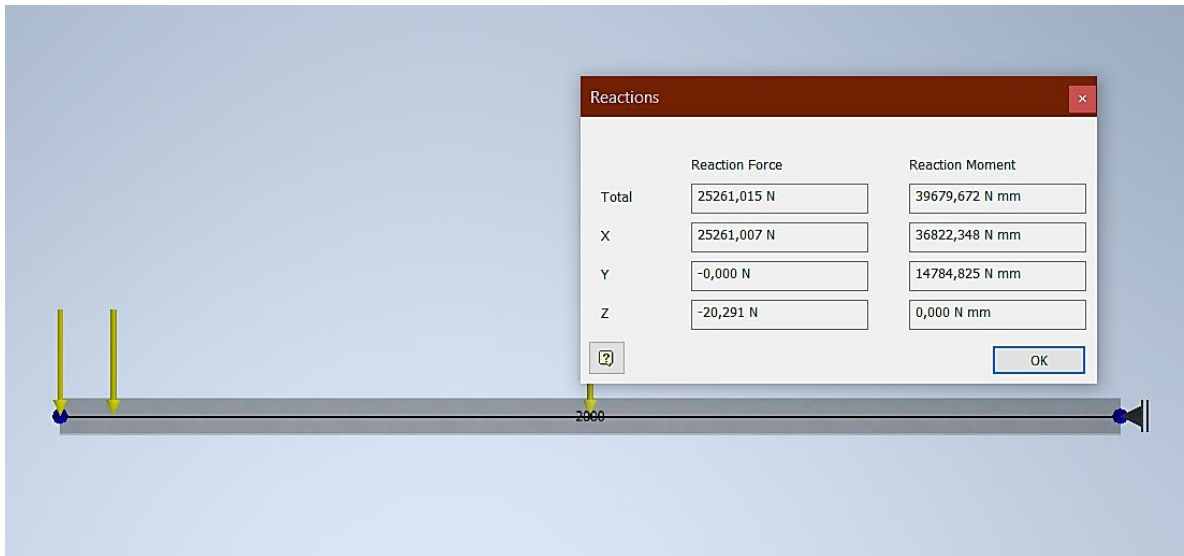 Reactions
Reaction Force Reaction Moment
Total 25261,015 N 39679,672 N mm
X 25261,007 N 36822,348 N mm
Y -0,000 N 14784,825 N mm
Z -20,291 N 0,000 N mm
?
OK
2000